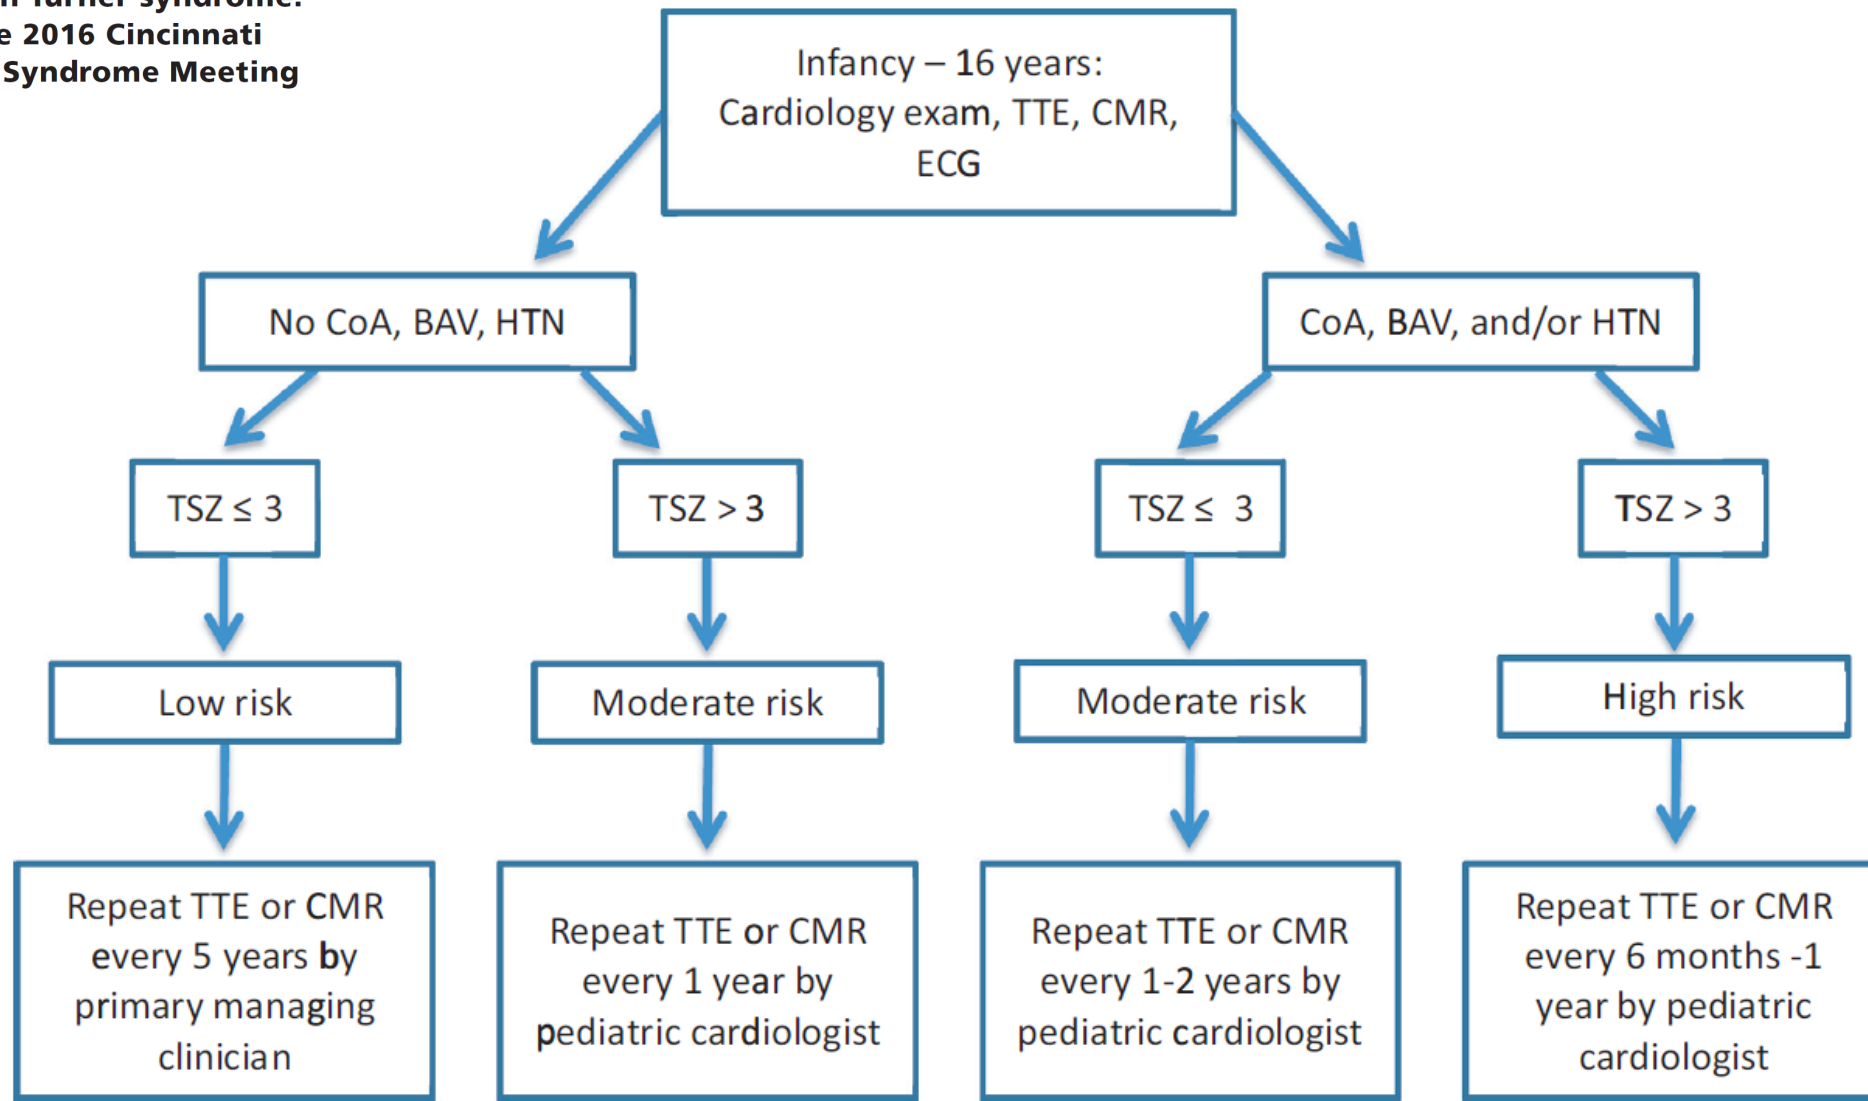 Turner syndrome:
2016 Cincinnati
Syndrome Meeting
Infancy – 16 years:
Cardiology exam, TTE, CMR,
ECG
No CoA, BAV, HTN
CoA, BAV, and/or HTN
TSZ ≤ 3
TSZ > 3
TSZ ≤ 3
TSZ > 3
Low risk
Moderate risk
Moderate risk
High risk
Repeat TTE or CMR
every 5 years by
primary managing
clinician
Repeat TTE or CMR
every 1 year by
pediatric cardiologist
Repeat TTE or CMR
every 1-2 years by
pediatric cardiologist
Repeat TTE or CMR
every 6 months -1
year by pediatric
cardiologist